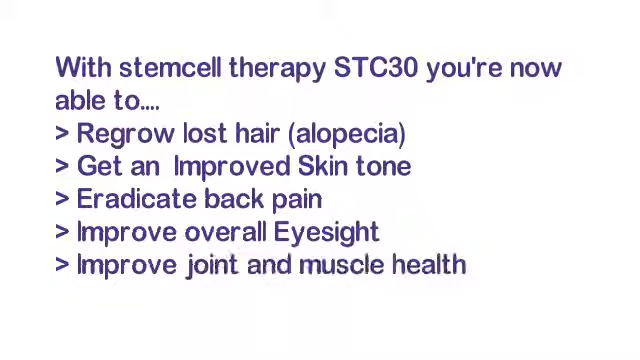 With stemcell therapy STC30 you're now
able to....
> Regrow lost hair (alopecia)
> Get an  Improved Skin tone
> Eradicate back pain
> Improve overall Eyesight
> Improve joint and muscle health